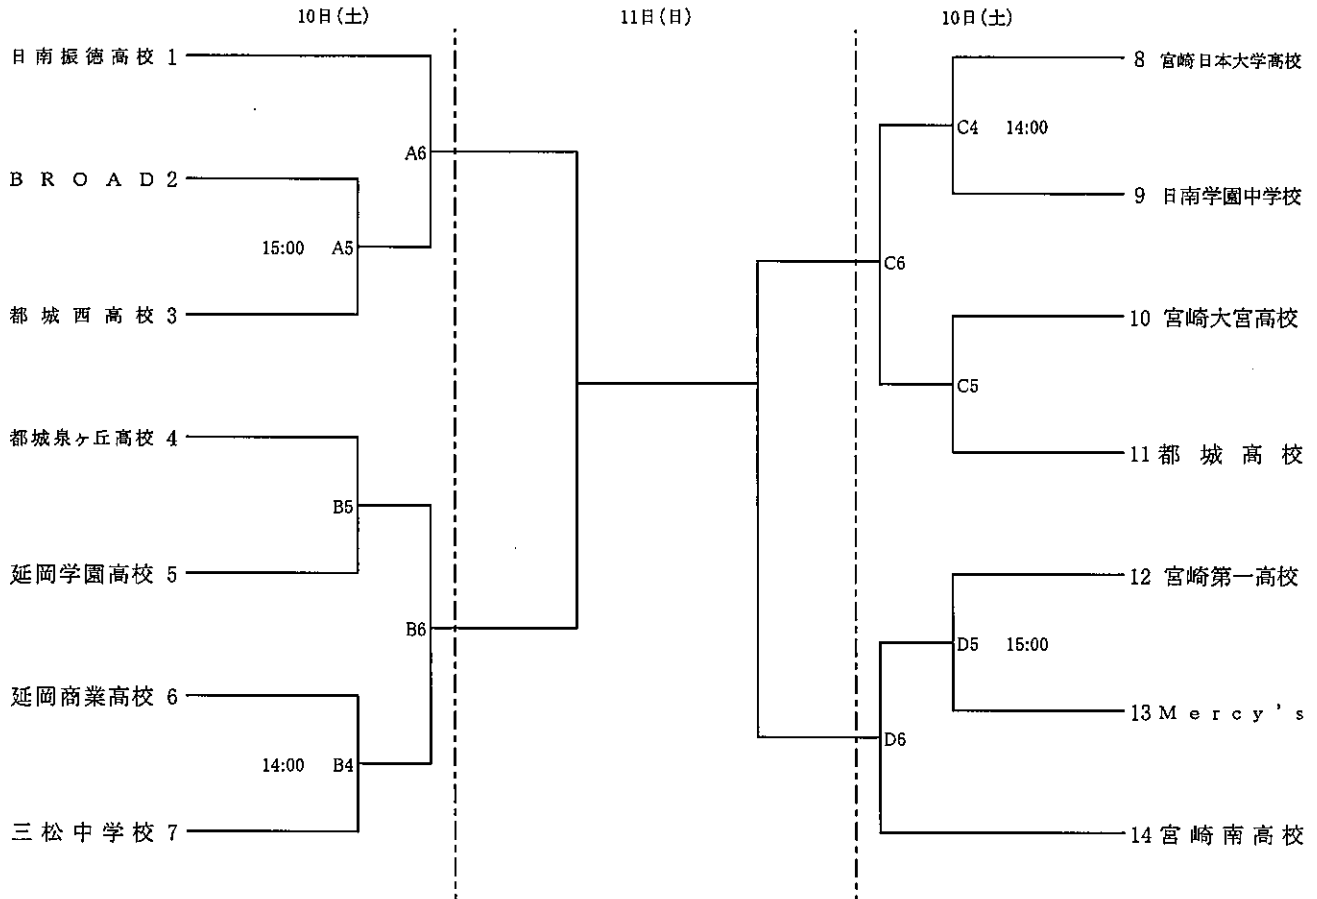 10日(土)
11日(日)
10日(土)
日南振徳高校 1
BROAD 2
都城西高校 3
都城泉ヶ丘高校 4
延岡学園高校 5
延岡商業高校 6
三松中学校 7
A6
15:00 A5
B5
B6
14:00 B4
C4 14:00
C6
C5
D5 15:00
D6
8 宮崎日本大学高校
9 日南学園中学校
10 宮崎大宮高校
11 都城高校
12 宮崎第一高校
13 Mercy's
14 宮崎南高校